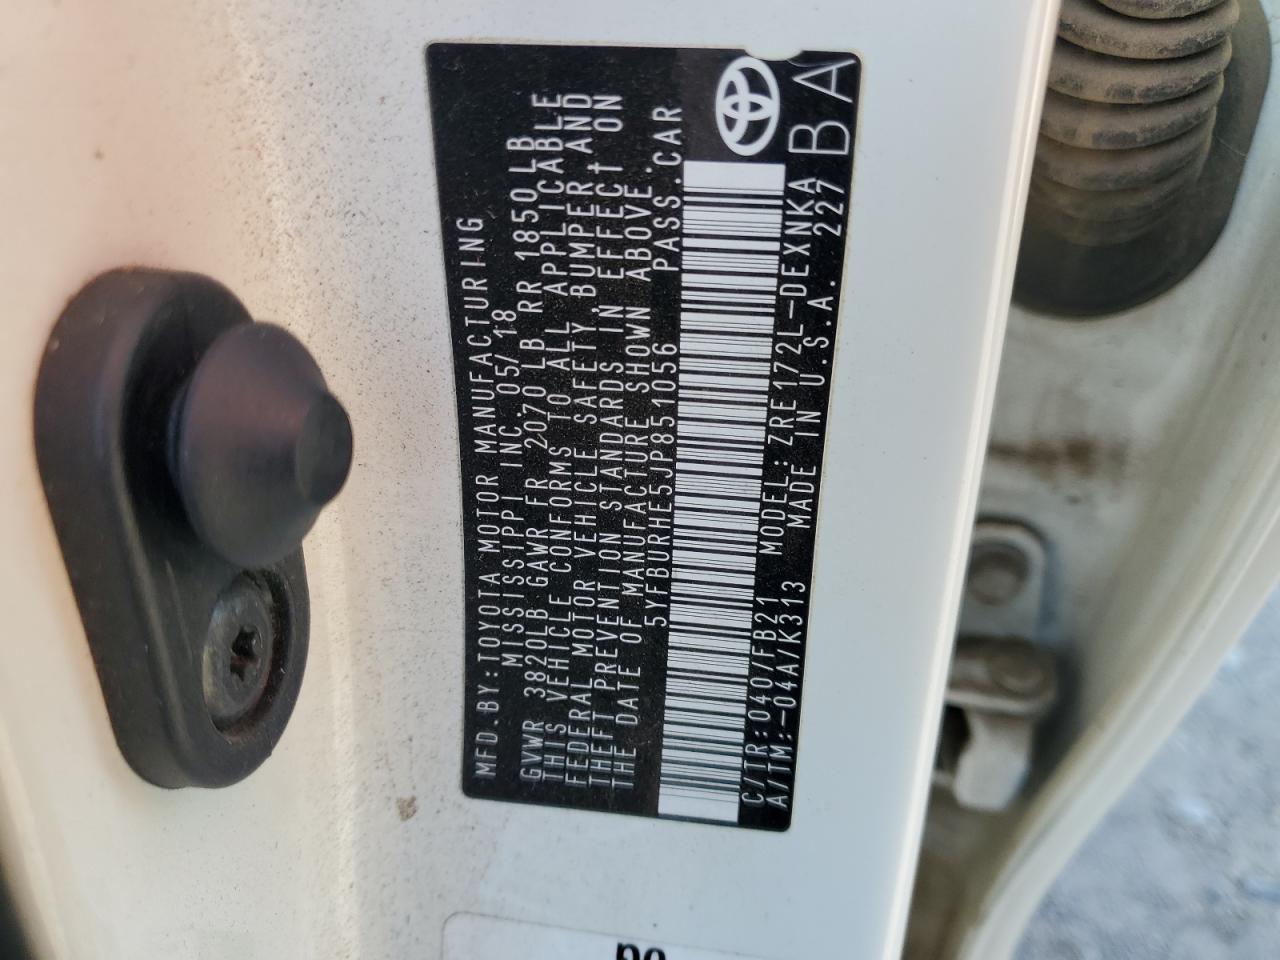 MFD.BY:TOYOTA MOTOR MANUFACTURING
MISSISSIPPI INC. 05/18
GVWR 3820LB GAWR FR 2070 LB RR 1850 LB
THIS VEHICLE CONFORMS TO ALL APPLICABLE
FEDERAL MOTOR VEHICLE SAFETY, BUMPER AND
THEFT PREVENTION STANDARDS IN EFFECT ON
THE DATE OF MANUFACTURE SHOWN ABOVE.
5YFBURHE5JP851056 PASS.CAR
C/TR:040/FB21 MODEL:ZRE172L-DEXNKA BA
A/TM:-04A/K313 MADE IN U.S.A. 227